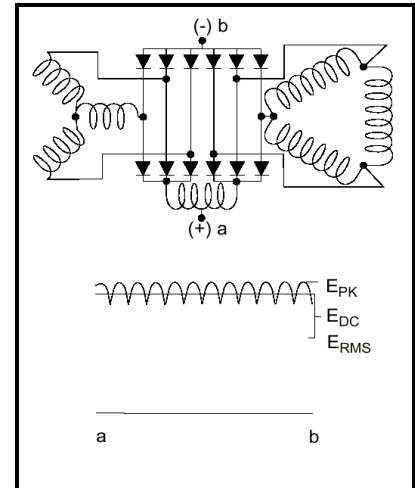 (-) b
(+) a
E_PK
E_DC
E_RMS
a b